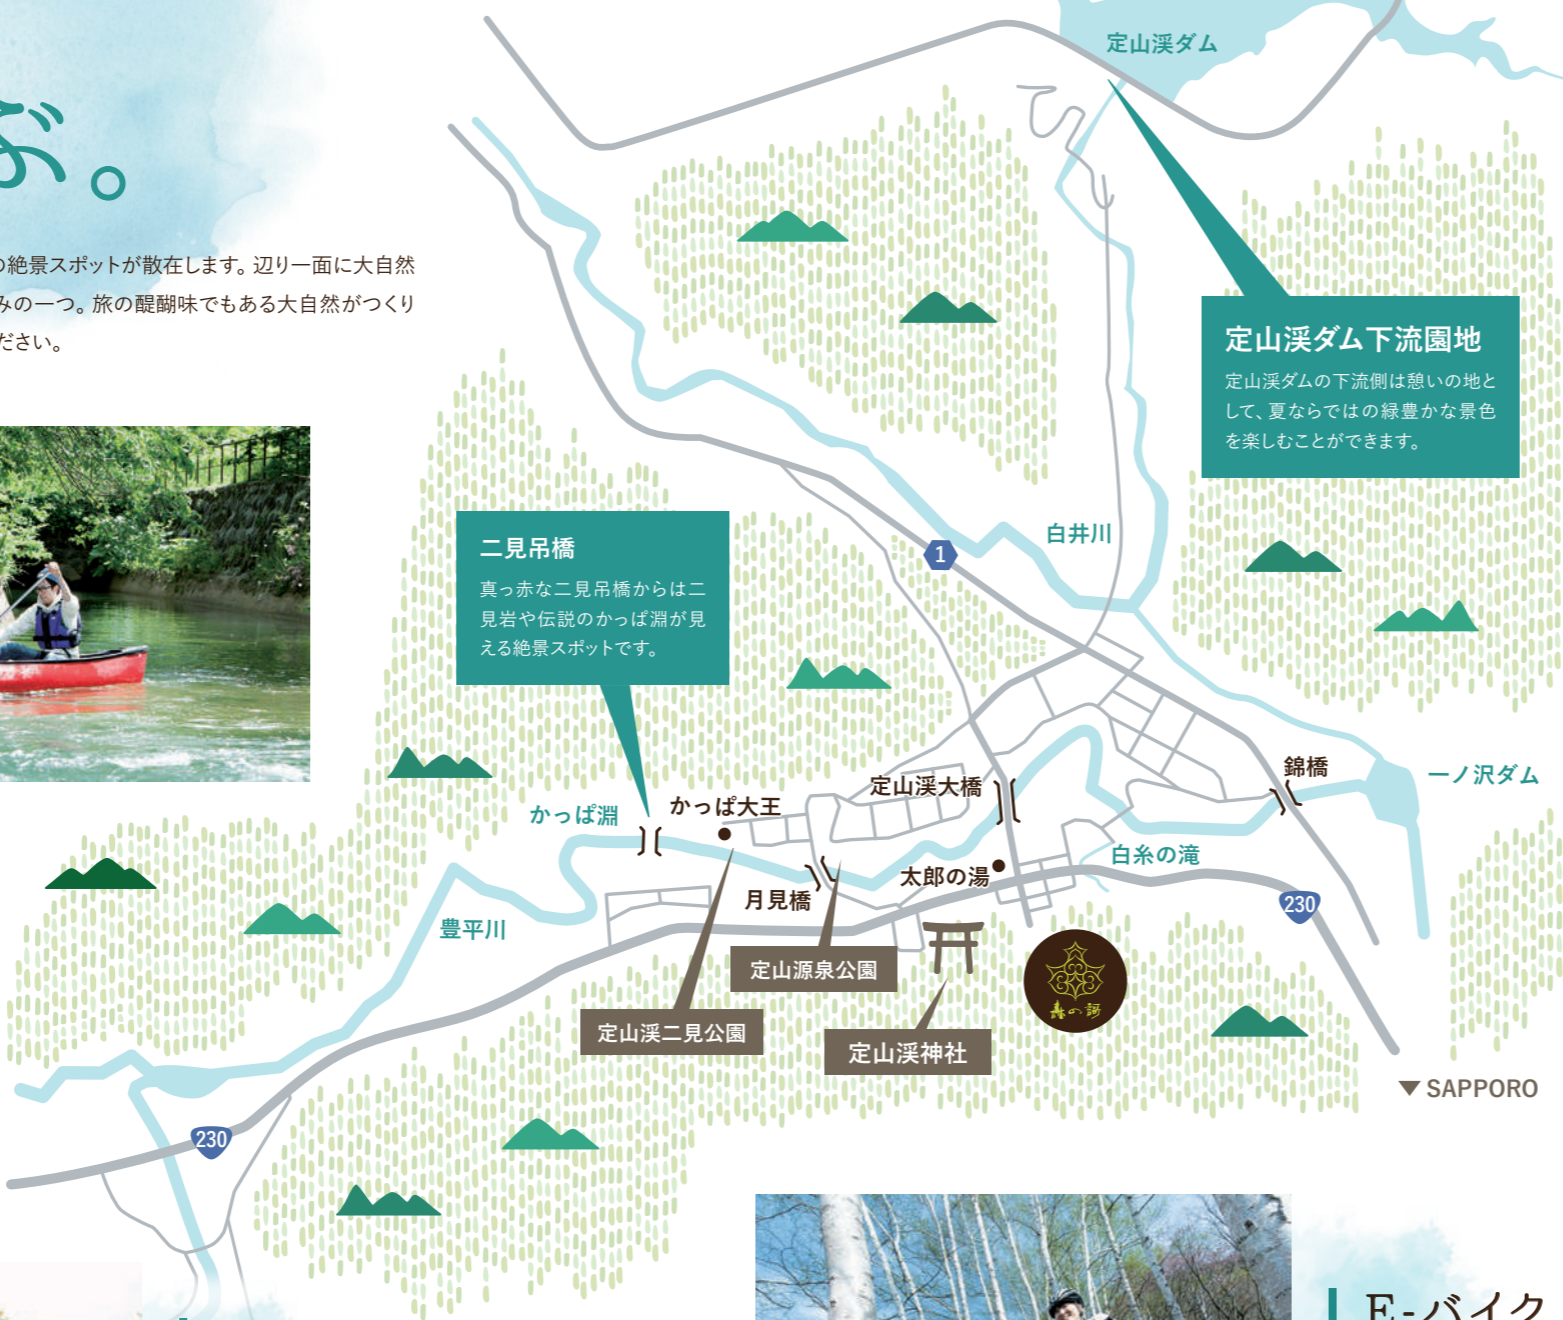 ぶ。
の絶景スポットが散在します。辺り一面に大自然
みの一つ。旅の醍醐味でもある大自然がつくり
ださい。
定山渓ダム
定山渓ダム下流園地
定山渓ダムの下流側は憩いの地と
して、夏ならではの緑豊かな景色
を楽しむことができます。
二見吊橋
真っ赤な二見吊橋からは二
見岩や伝説のかっぱ淵が見
える絶景スポットです。
1
白井川
かっぱ淵
かっぱ大王
定山渓大橋
錦橋
一ノ沢ダム
白糸の滝
太郎の湯
月見橋
豊平川
230
定山源泉公園
定山渓二見公園
定山渓神社
森の謌
SAPPORO
230
E-バイク